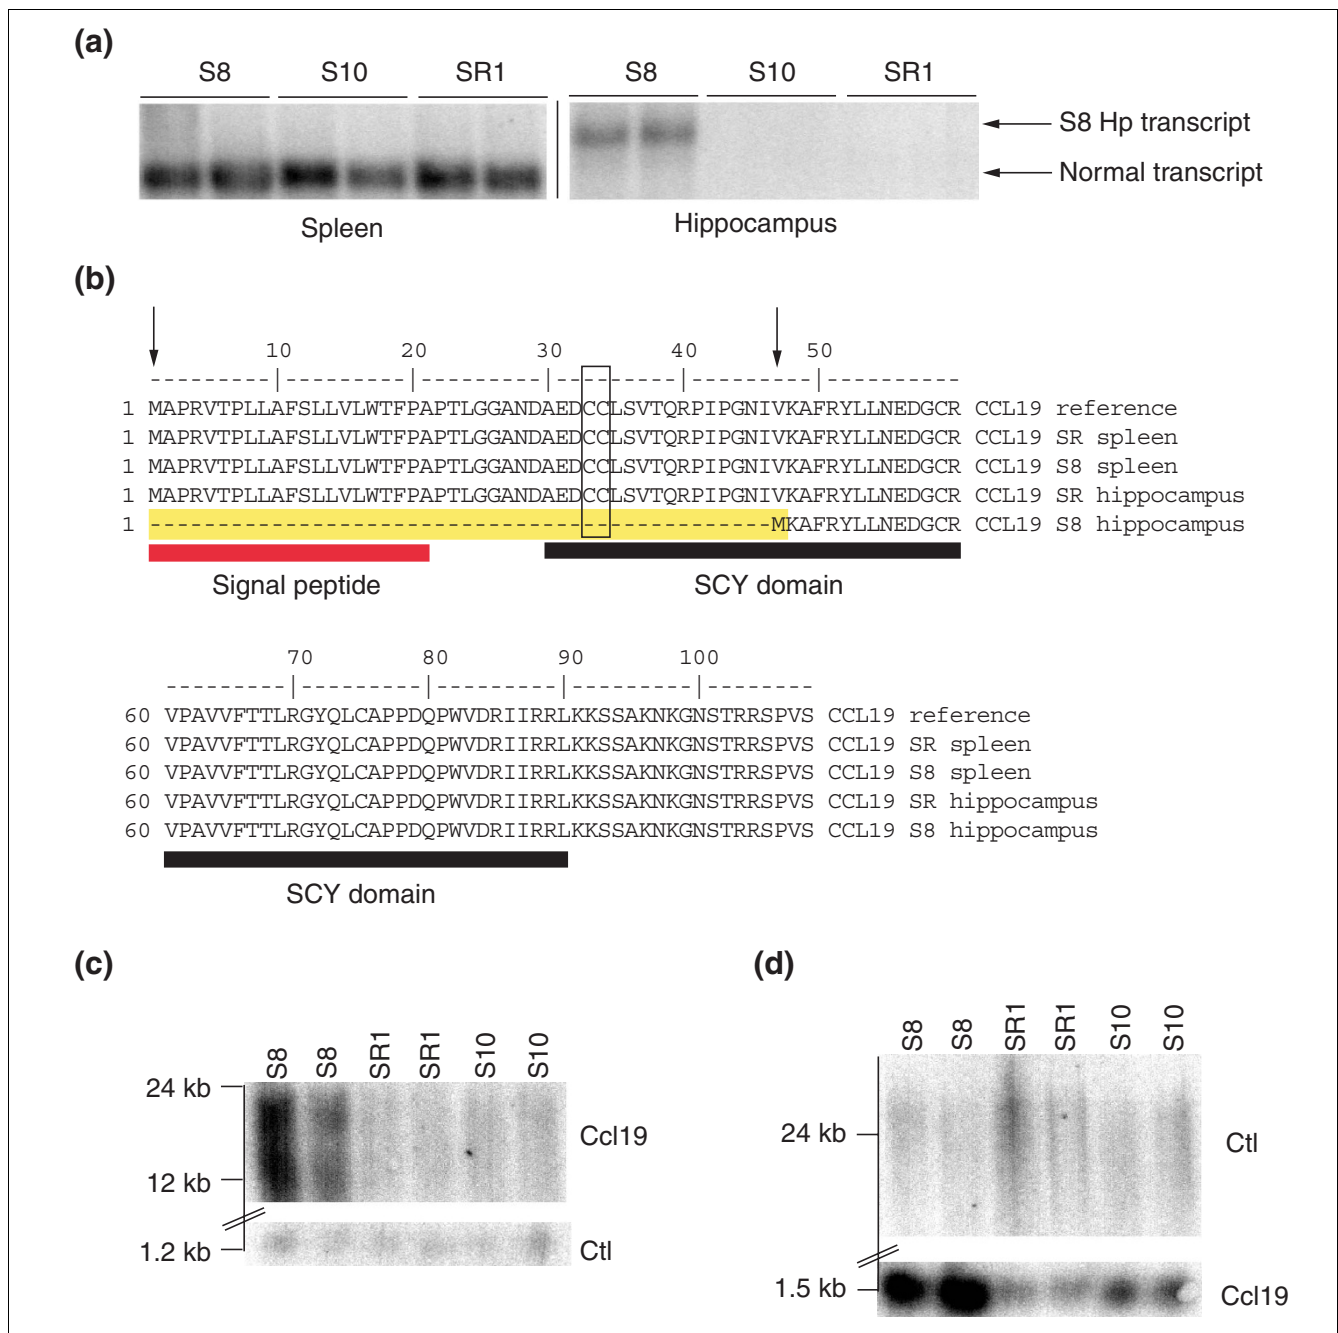 (a)
S8 S10 SR1 S8 S10 SR1
S8 Hp transcript
Normal transcript
Spleen Hippocampus
(b)
10 20 30 40 50
1 MAPRVTPLLAFSLLVLWTFPAPTLGGANDAEDCCLSVTQRPIPGNIVKAFRYLLNEDGCR CCL19 reference
1 MAPRVTPLLAFSLLVLWTFPAPTLGGANDAEDCCLSVTQRPIPGNIVKAFRYLLNEDGCR CCL19 SR spleen
1 MAPRVTPLLAFSLLVLWTFPAPTLGGANDAEDCCLSVTQRPIPGNIVKAFRYLLNEDGCR CCL19 S8 spleen
1 MAPRVTPLLAFSLLVLWTFPAPTLGGANDAEDCCLSVTQRPIPGNIVKAFRYLLNEDGCR CCL19 SR hippocampus
1 ----------------------------------------------MKAFRYLLNEDGCR CCL19 S8 hippocampus
Signal peptide SCY domain
70 80 90 100
60 VPAVVFTTLRGYQLCAPPDQPWVDRIIRRLKKSSAKNKGNSTRRSPVS CCL19 reference
60 VPAVVFTTLRGYQLCAPPDQPWVDRIIRRLKKSSAKNKGNSTRRSPVS CCL19 SR spleen
60 VPAVVFTTLRGYQLCAPPDQPWVDRIIRRLKKSSAKNKGNSTRRSPVS CCL19 S8 spleen
60 VPAVVFTTLRGYQLCAPPDQPWVDRIIRRLKKSSAKNKGNSTRRSPVS CCL19 SR hippocampus
60 VPAVVFTTLRGYQLCAPPDQPWVDRIIRRLKKSSAKNKGNSTRRSPVS CCL19 S8 hippocampus
SCY domain
(c)
S8 S8 SR1 SR1 S10 S10
24 kb
Ccl19
12 kb
1.2 kb
Ctl
(d)
S8 S8 SR1 SR1 S10 S10
24 kb
Ctl
1.5 kb
Ccl19